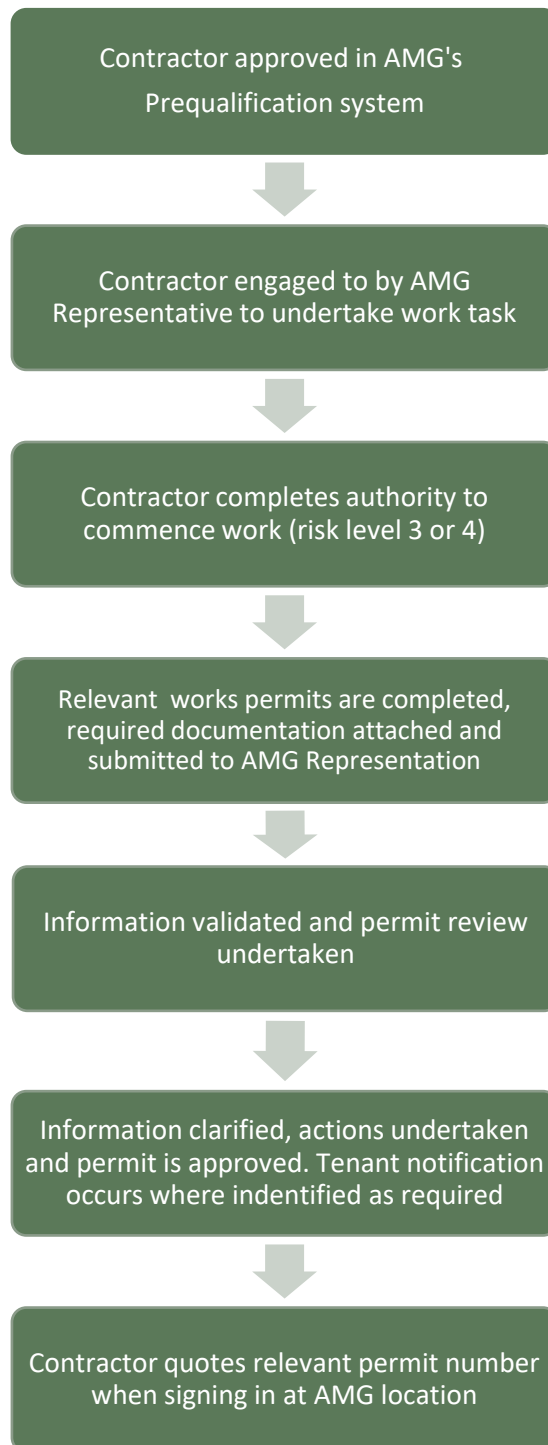 Contractor approved in AMG's
Prequalification system
Contractor engaged to by AMG
Representative to undertake work task
Contractor completes authority to
commence work (risk level 3 or 4)
Relevant works permits are completed,
required documentation attached and
submitted to AMG Representation
Information validated and permit review
undertaken
Information clarified, actions undertaken
and permit is approved. Tenant notification
occurs where indentified as required
Contractor quotes relevant permit number
when signing in at AMG location